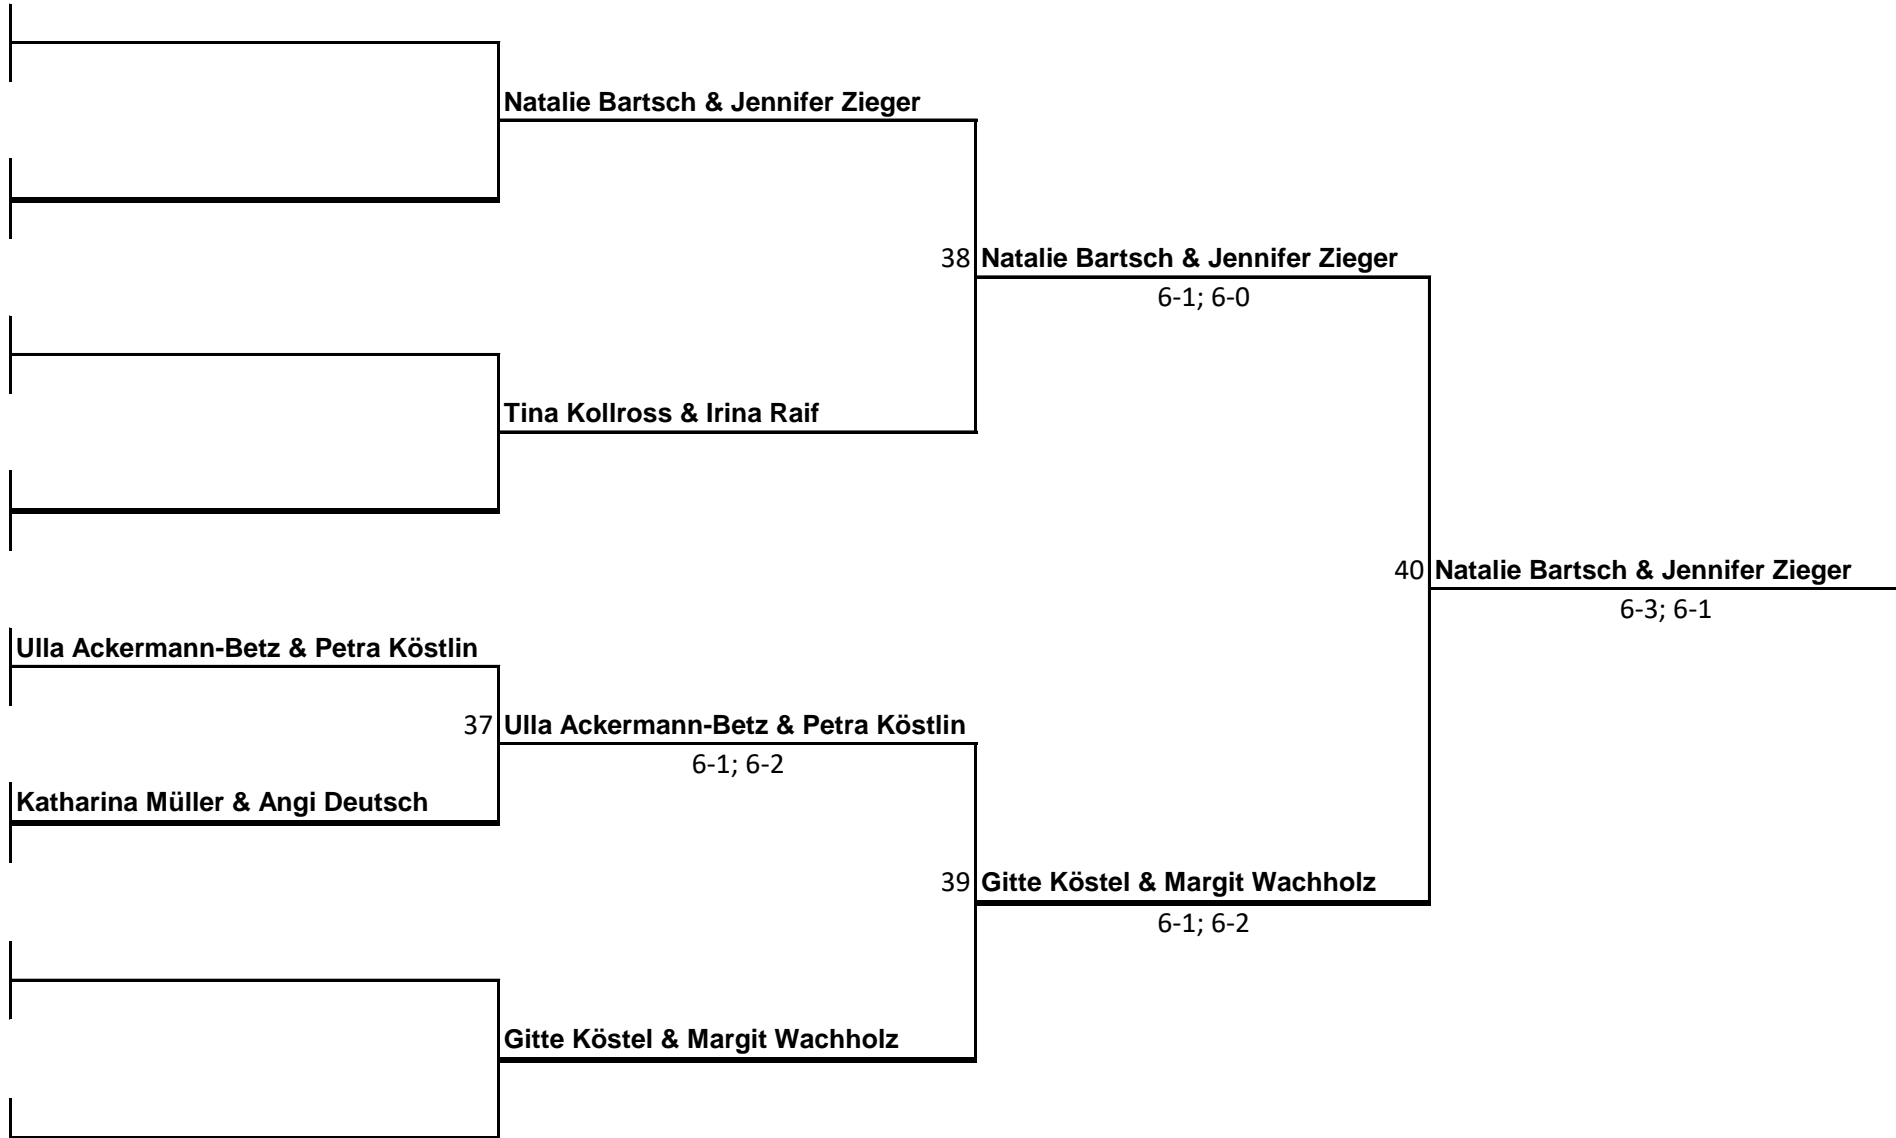 Natalie Bartsch & Jennifer Zieger
38 Natalie Bartsch & Jennifer Zieger
6-1; 6-0
Tina Kollross & Irina Raif
40 Natalie Bartsch & Jennifer Zieger
6-3; 6-1
Ulla Ackermann-Betz & Petra Köstlin
37 Ulla Ackermann-Betz & Petra Köstlin
6-1; 6-2
Katharina Müller & Angi Deutsch
39 Gitte Köstel & Margit Wachholz
6-1; 6-2
Gitte Köstel & Margit Wachholz